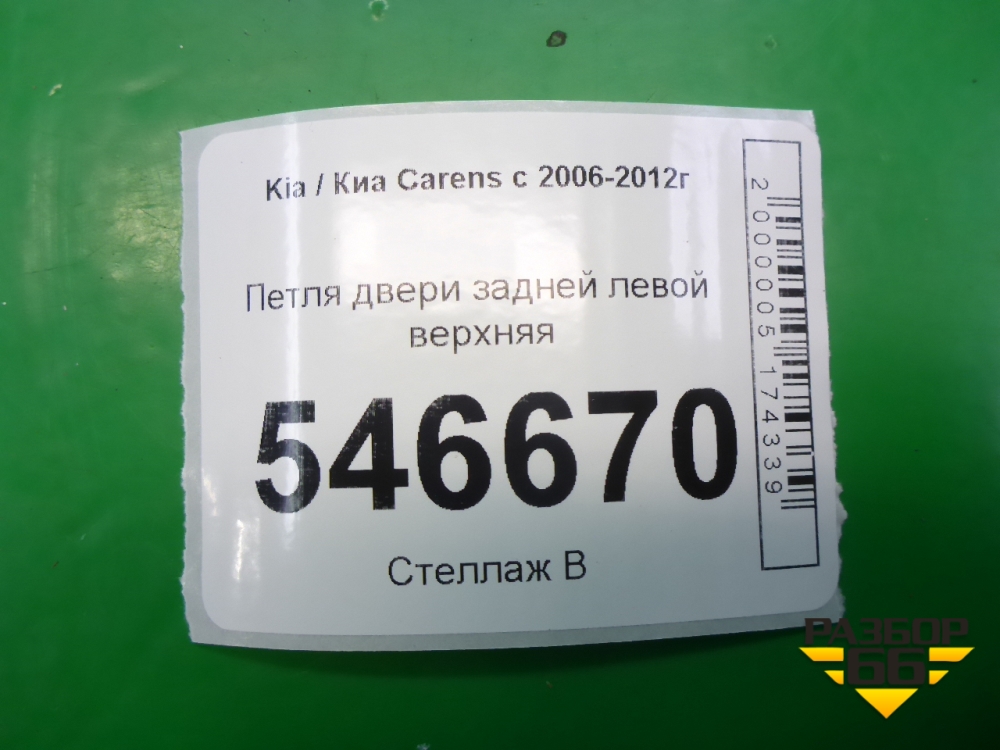 Kia / Киа Carens с 2006-2012г
Петля двери задней левой
верхняя
546670
Стеллаж В
2000005174339
РАЗБОР
66